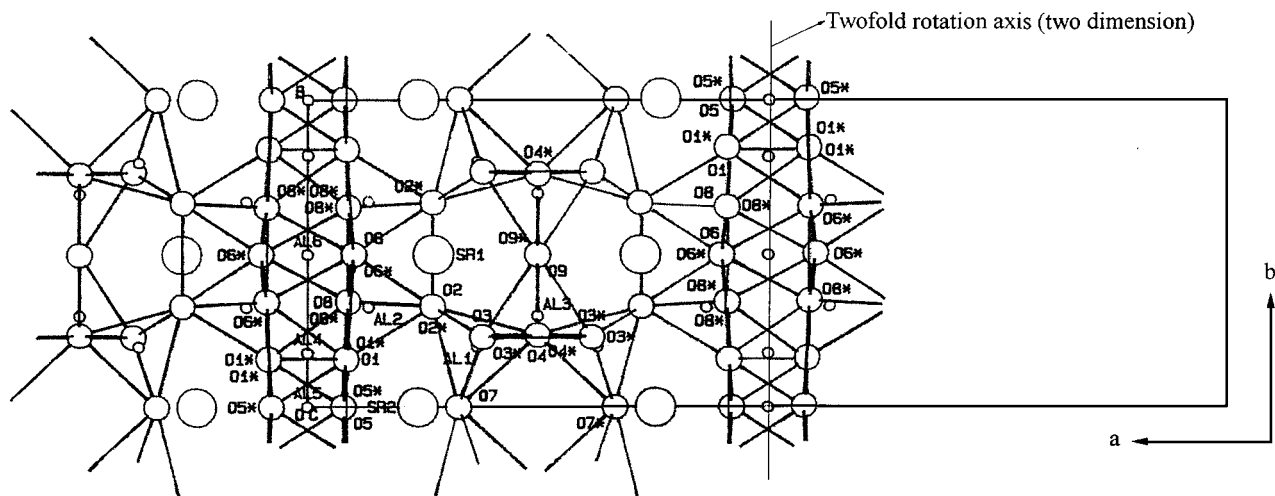 Twofold rotation axis (two dimension)
B
O5*
O5
O5*
O1*
O1*
O1*
O1
O4*
O8*
O8*
O8*
O2*
O8
O8*
O6*
AL6
O8
O6*
O6*
SR1
O9*
O9
O6
O6*
O6*
b
O2
O8
O8*
O6*
AL2
O2*
O3
AL3
O3*
O8*
O8*
AL4
O1*
O1
AL1
O3*
O4
O4*
O3*
O1*
O1*
AL5
O5*
O5*
O C
O5
SR2
O7
O7*
a